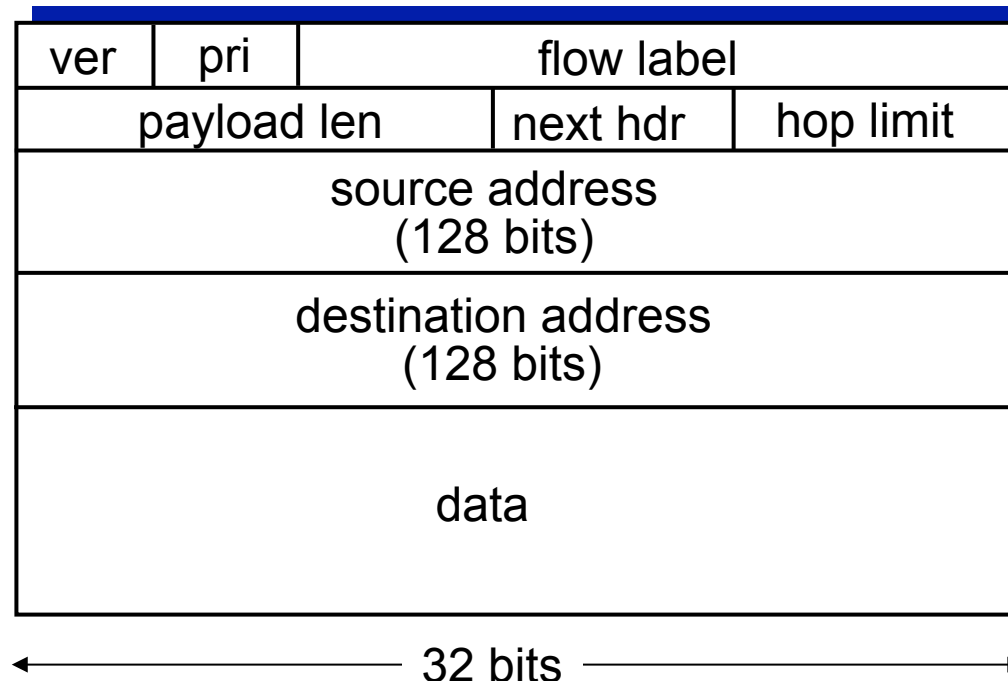 ver pri flow label
payload len next hdr hop limit
source address
(128 bits)
destination address
(128 bits)
data
32 bits